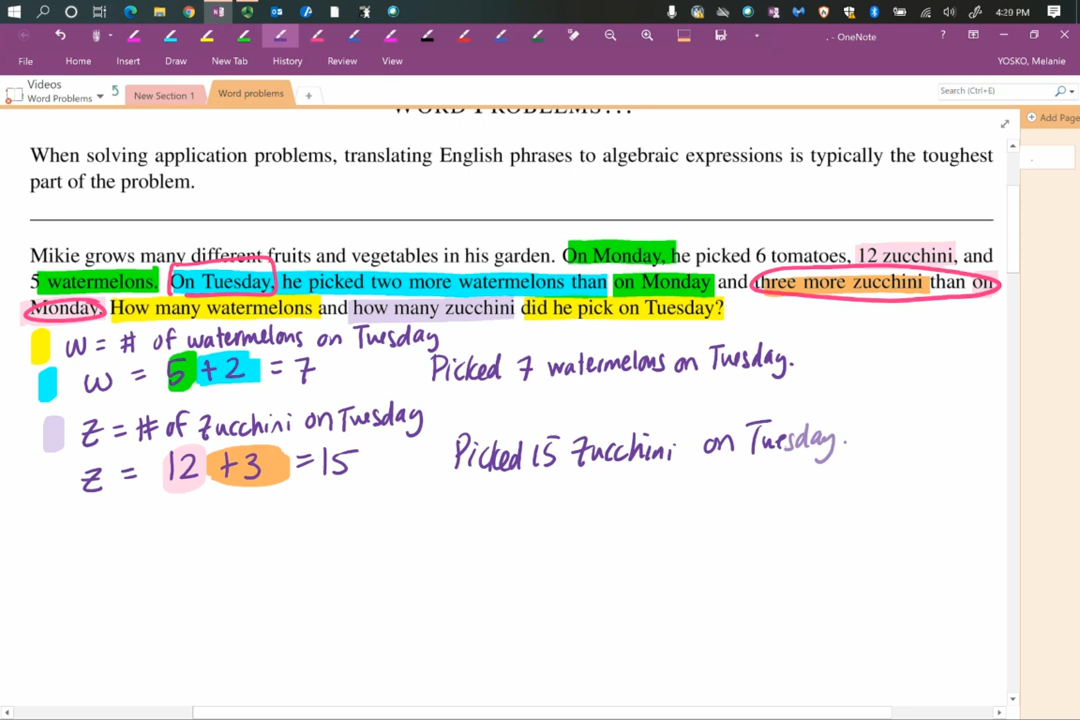 4:29 PM
. - OneNote
?
File Home Insert Draw New Tab History Review View
YOSKO, Melanie
Videos
Word Problems
New Section 1
Word problems
+
Search (Ctrl+E)
WORD PROBLEMS...
Add Page
When solving application problems, translating English phrases to algebraic expressions is typically the toughest
part of the problem.
Mikie grows many different fruits and vegetables in his garden. On Monday, he picked 6 tomatoes, 12 zucchini, and
5 watermelons. On Tuesday, he picked two more watermelons than on Monday and three more zucchini than on
Monday. How many watermelons and how many zucchini did he pick on Tuesday?
w = # of watermelons on Tuesday
w = 5 + 2 = 7
Picked 7 watermelons on Tuesday.
z = # of zucchini on Tuesday
z = 12 + 3 = 15
Picked 15 zucchini on Tuesday.